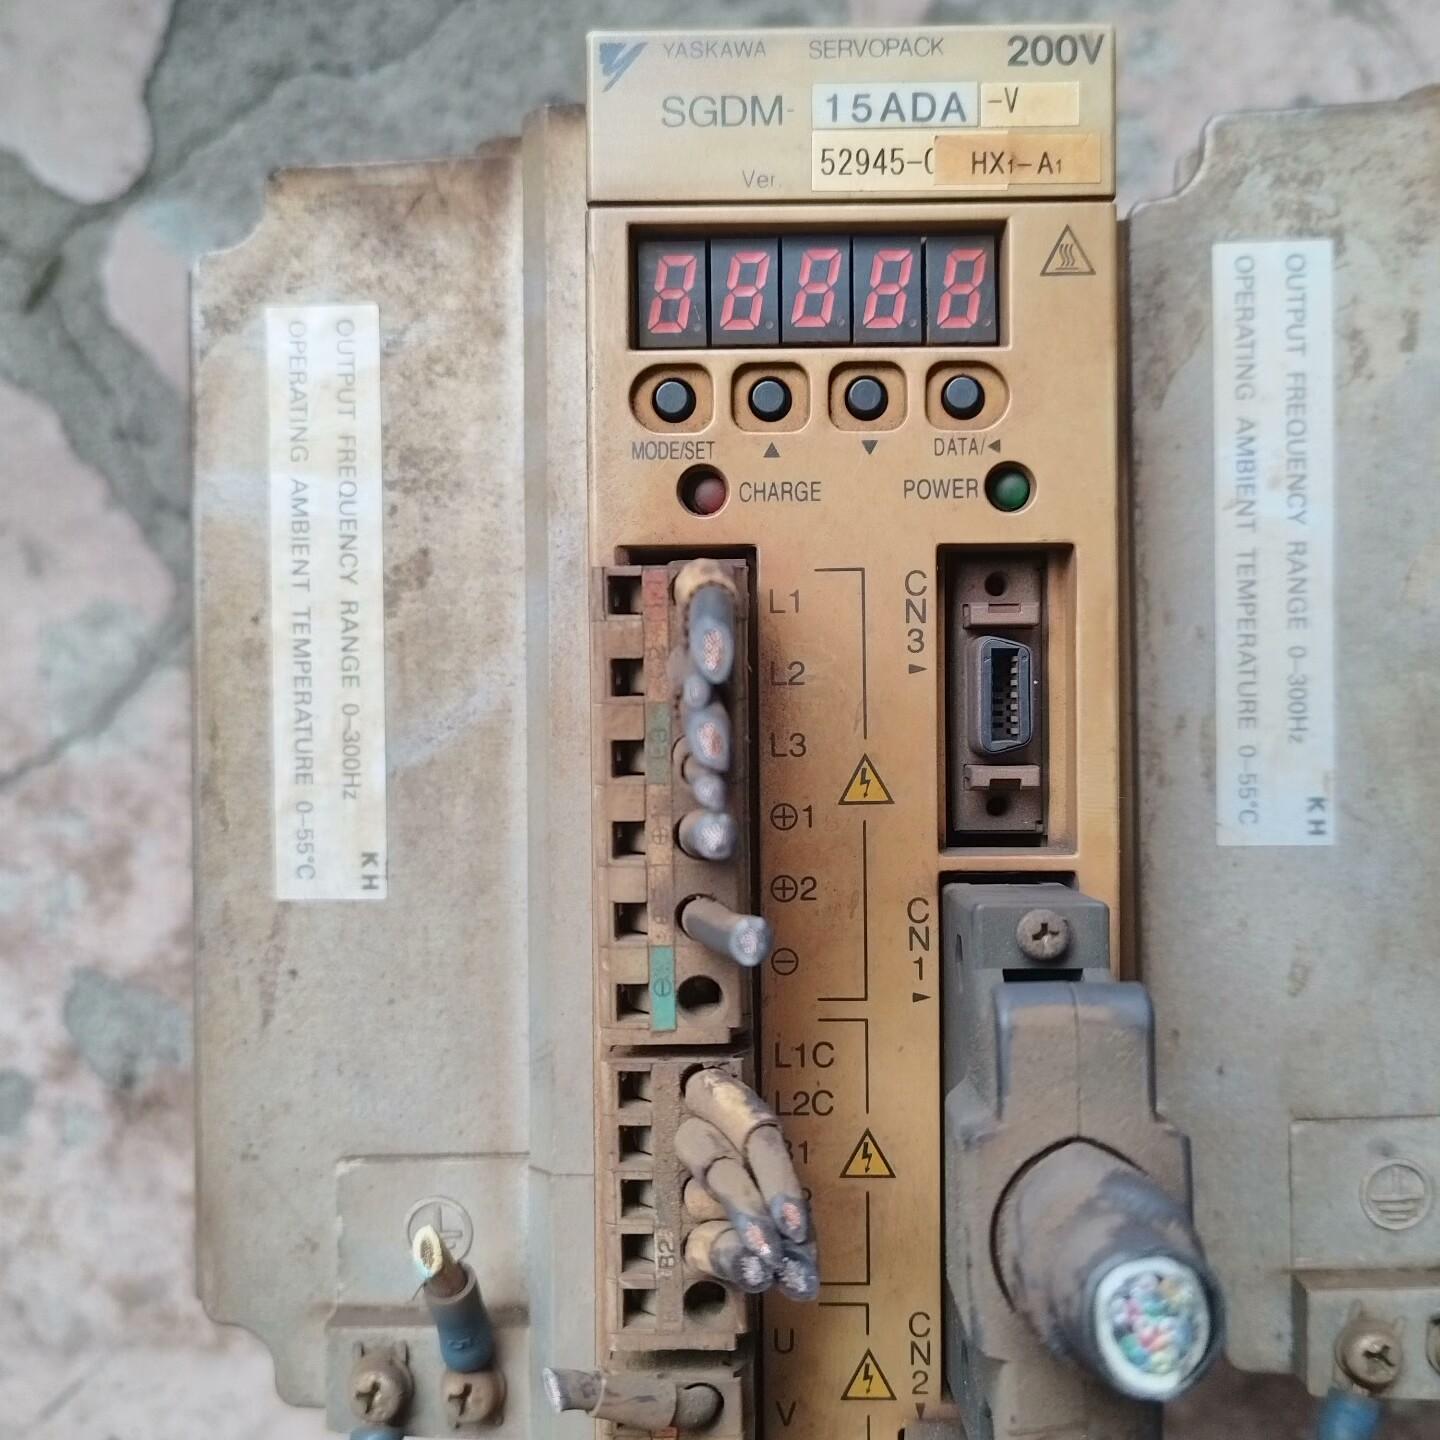 YASKAWA SERVOPACK 200V
SGDM- 15ADA -V
Ver. 52945- HX1-A1
MODE/SET ▲ ▼ DATA/◄
CHARGE POWER
L1
L2
L3
⊕1
⊕2
⊖
L1C
L2C
U
V
CN3
CN1
CN2
B2
OUTPUT FREQUENCY RANGE 0-300Hz
OPERATING AMBIENT TEMPERATURE 0-55°C
KH
OUTPUT FREQUENCY RANGE 0-300Hz
OPERATING AMBIENT TEMPERATURE 0-55°C
KH